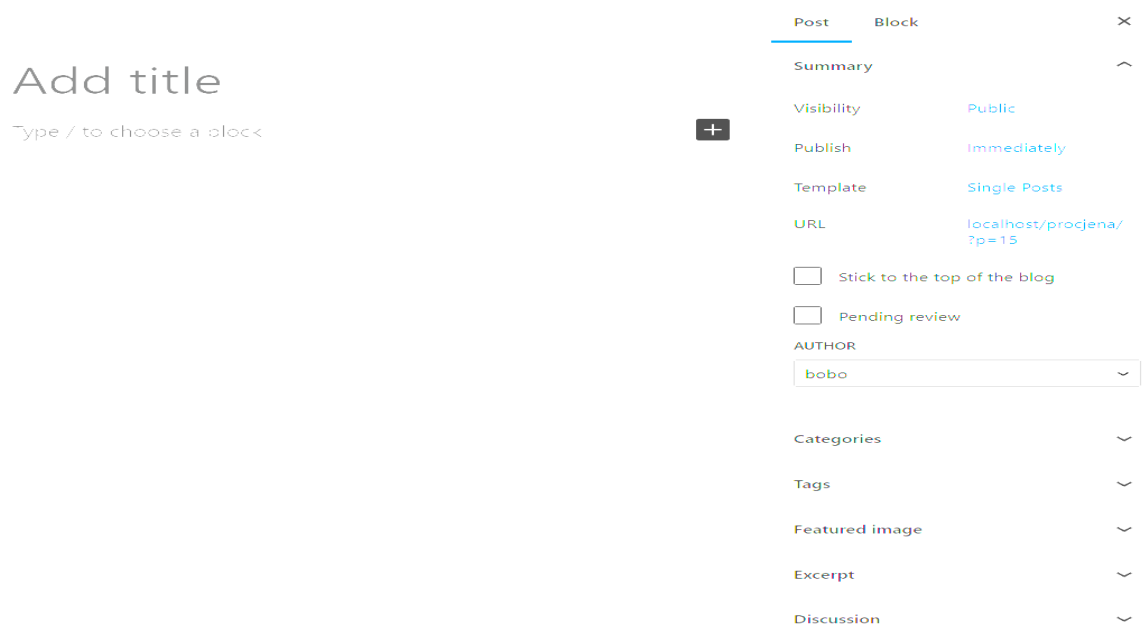 Post
Block
Add title
Type / to choose a block
Summary
Visibility
Public
Publish
Immediately
Template
Single Posts
URL
localhost/procjena/
?p=15
Stick to the top of the blog
Pending review
AUTHOR
bobo
Categories
Tags
Featured image
Excerpt
Discussion